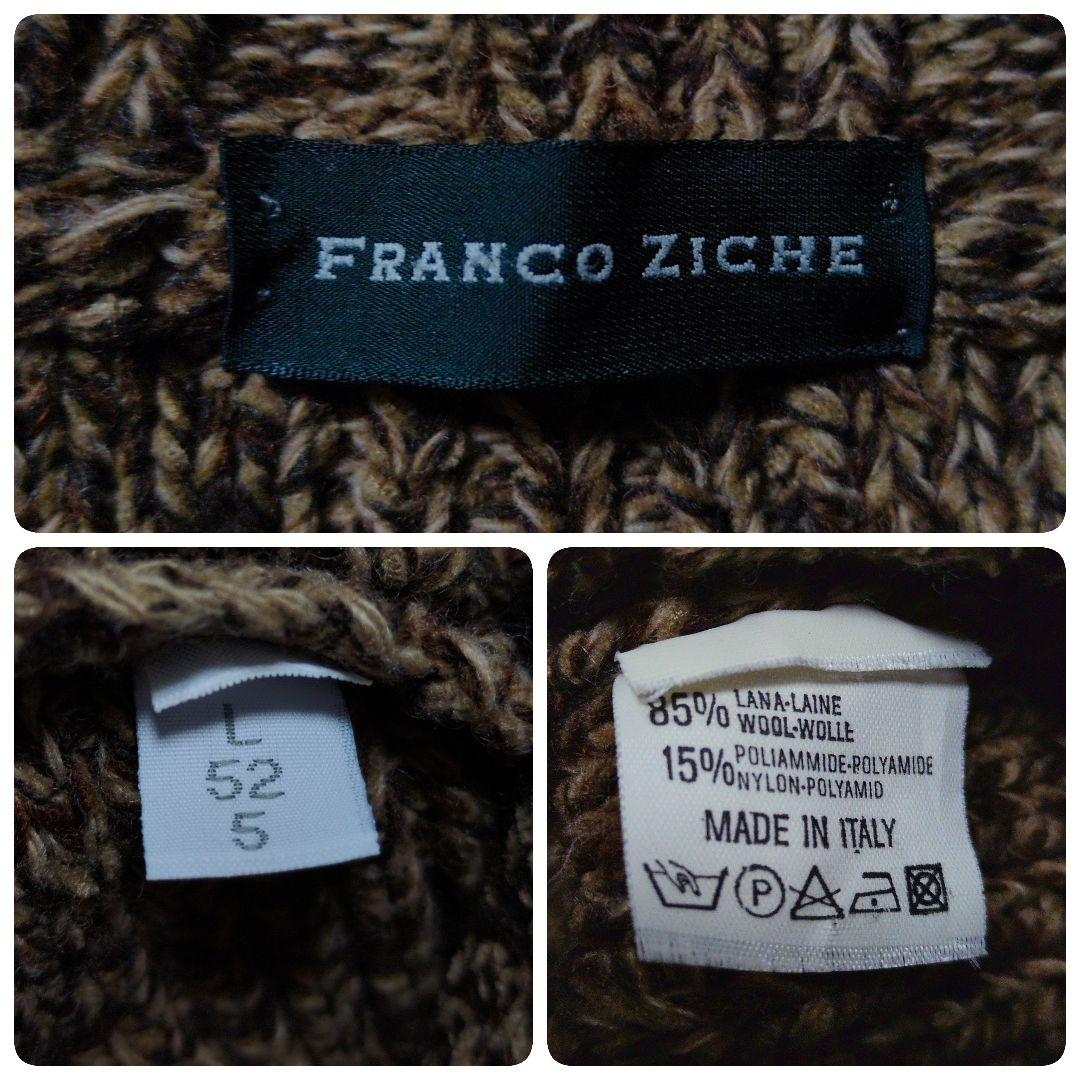 FRANCO ZICHE
L
52
5
85% LANA-LAINE
WOOL-WOLLE
15% POLIAMMIDE-POLYAMIDE
NYLON-POLYAMID
MADE IN ITALY
P